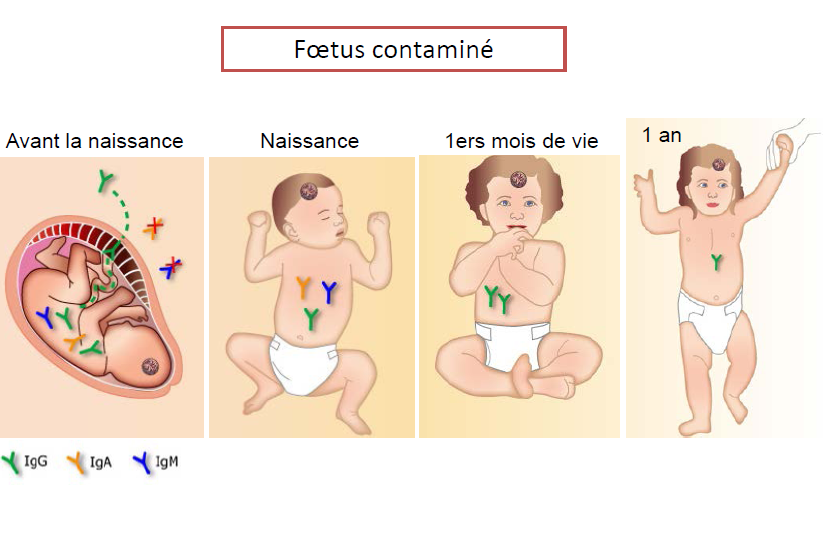 Fœtus contaminé
Avant la naissance
Naissance
1ers mois de vie
1 an
IgG
IgA
IgM